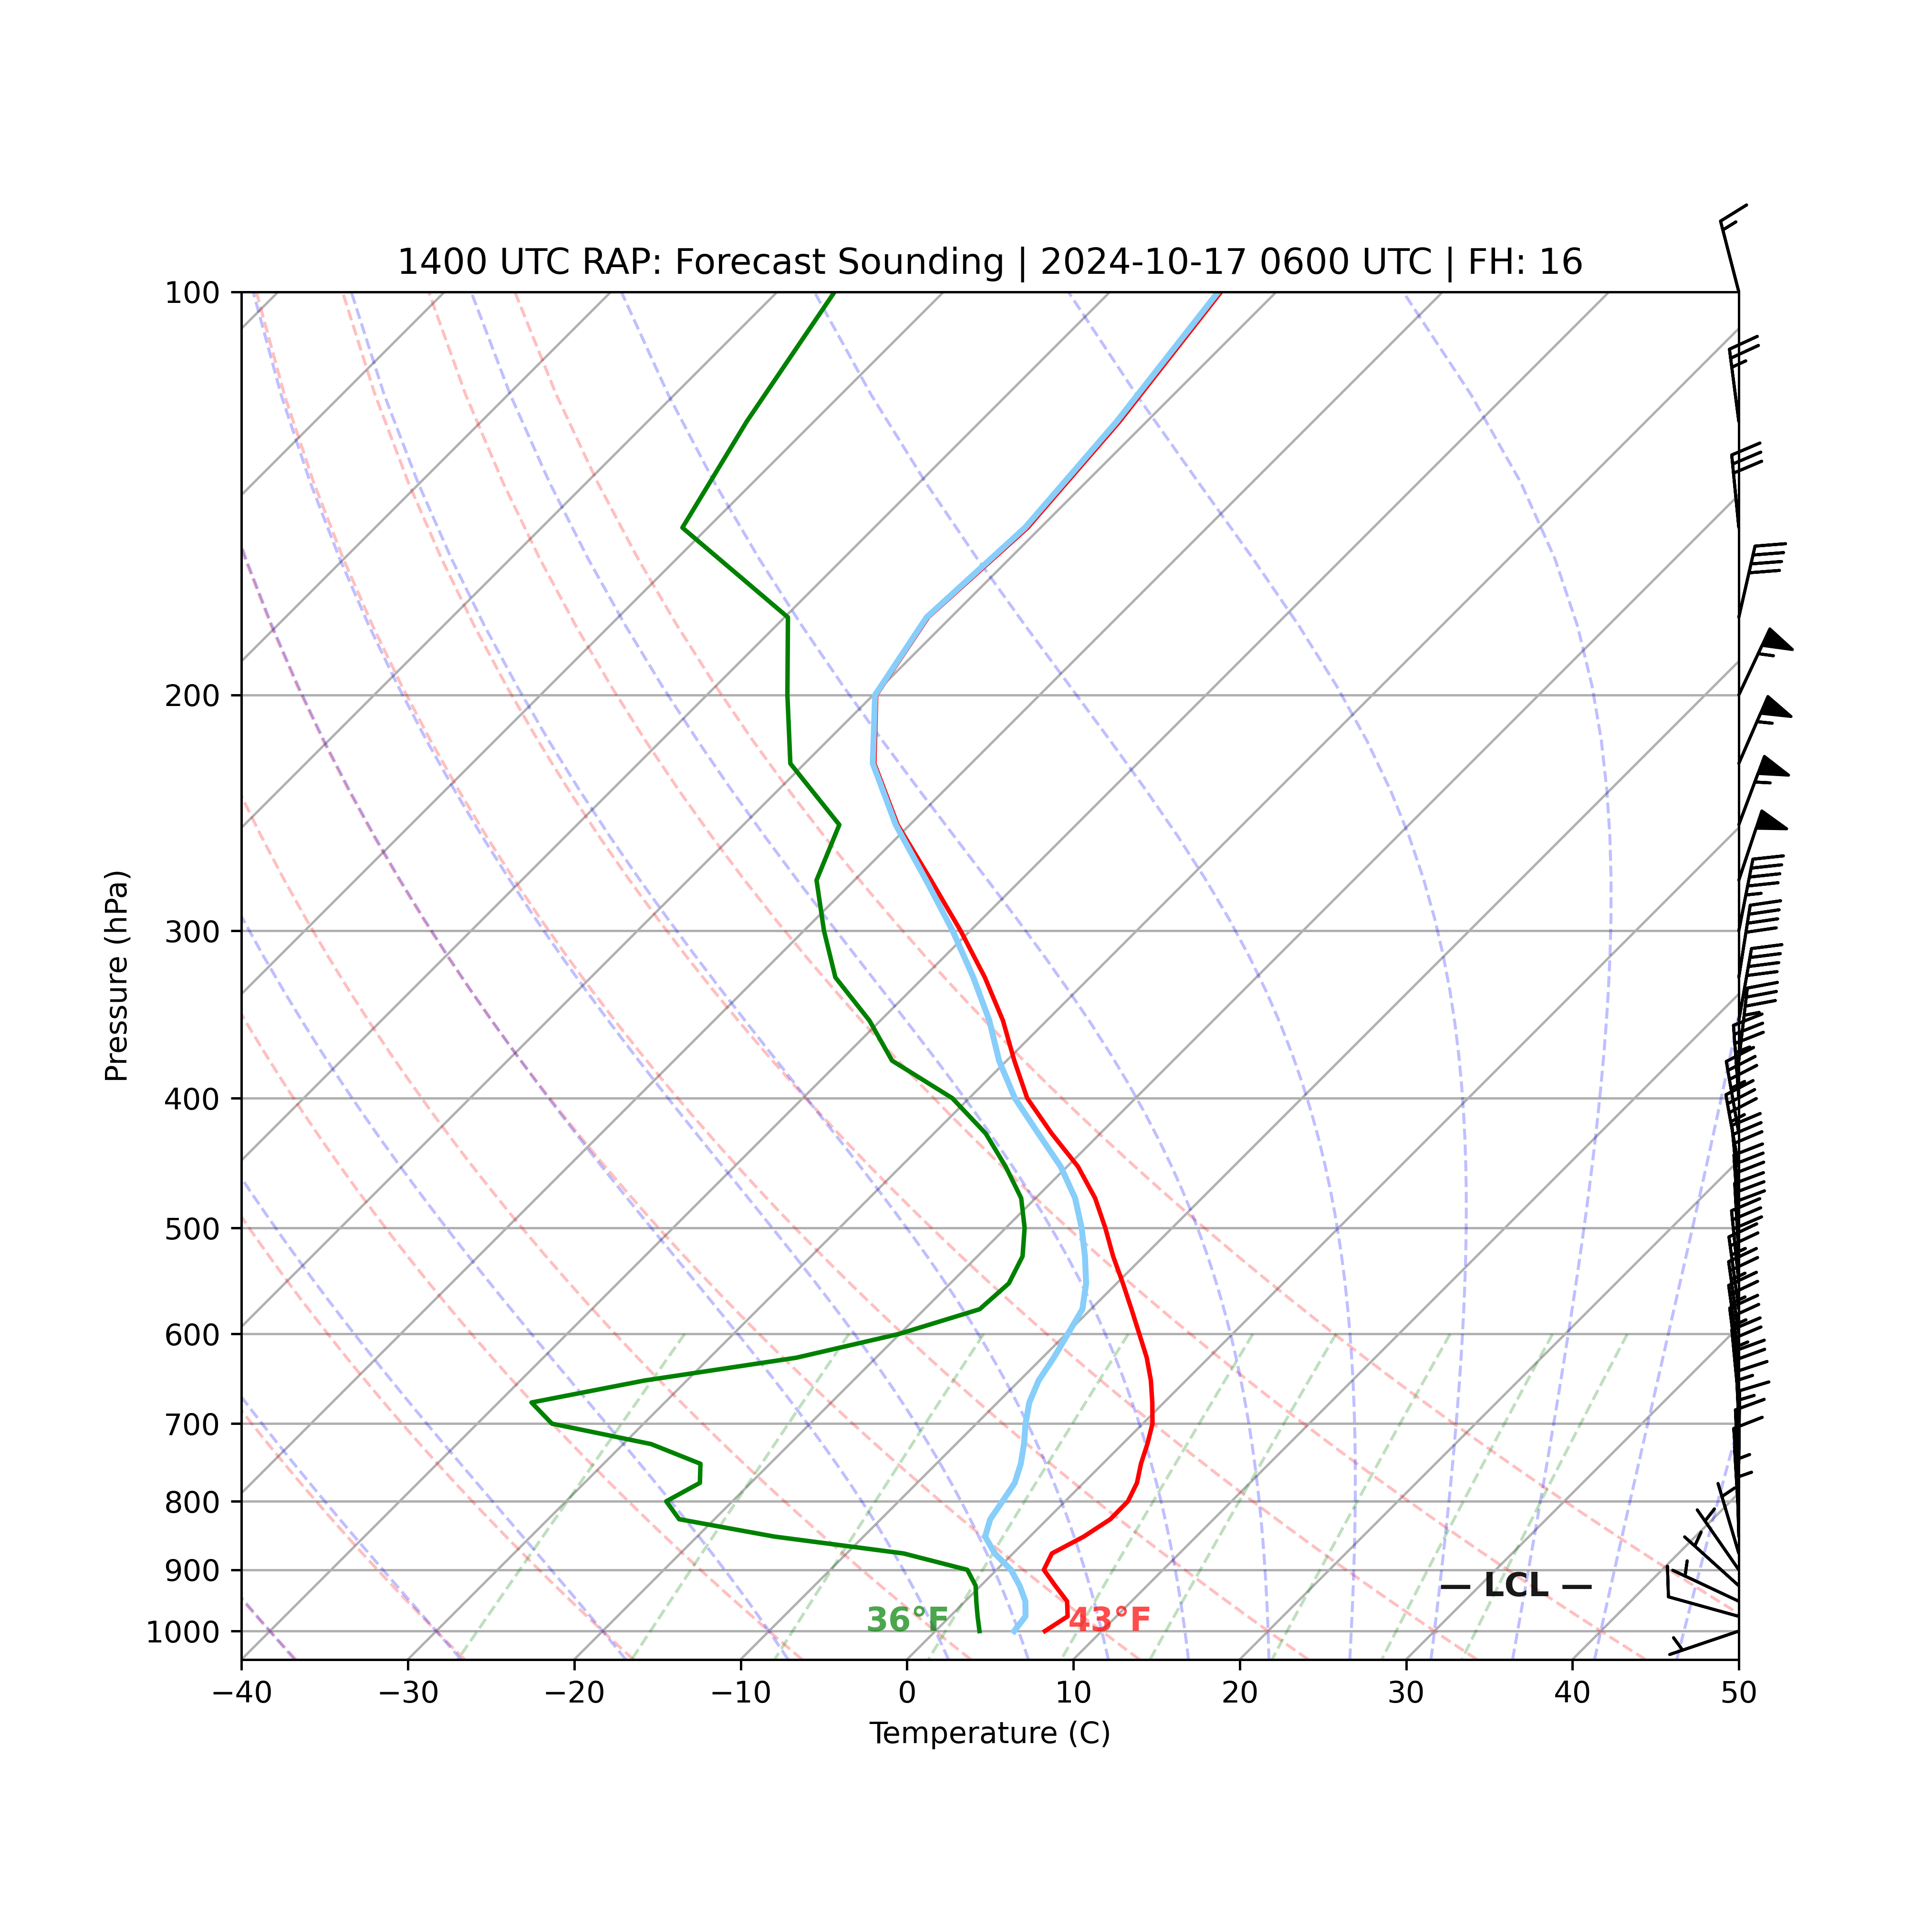 1400 UTC RAP: Forecast Sounding | 2024-10-17 0600 UTC | FH: 16
100
200
300
400
500
600
700
800
900
1000
Pressure (hPa)
— LCL —
36°F
43°F
−40 −30 −20 −10 0 10 20 30 40 50
Temperature (C)